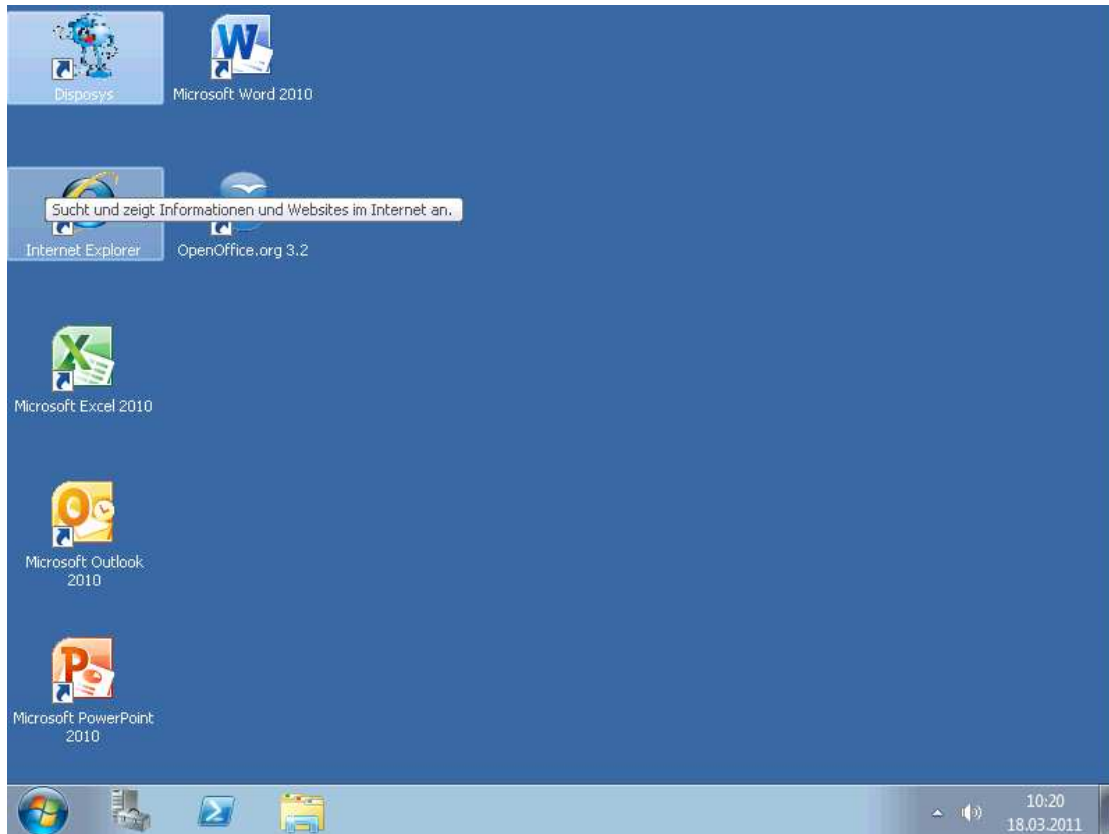 Disposys
Microsoft Word 2010
Sucht und zeigt Informationen und Websites im Internet an.
Internet Explorer
OpenOffice.org 3.2
Microsoft Excel 2010
Microsoft Outlook
2010
Microsoft PowerPoint
2010
10:20
18.03.2011